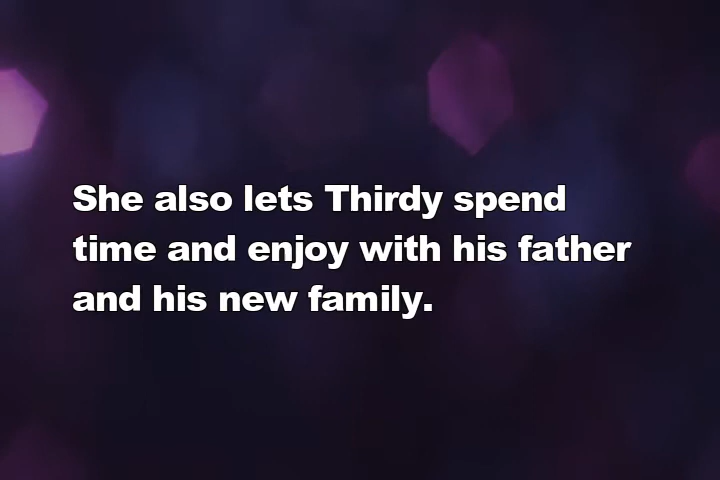 She also lets Thirdy spend
time and enjoy with his father
and his new family.